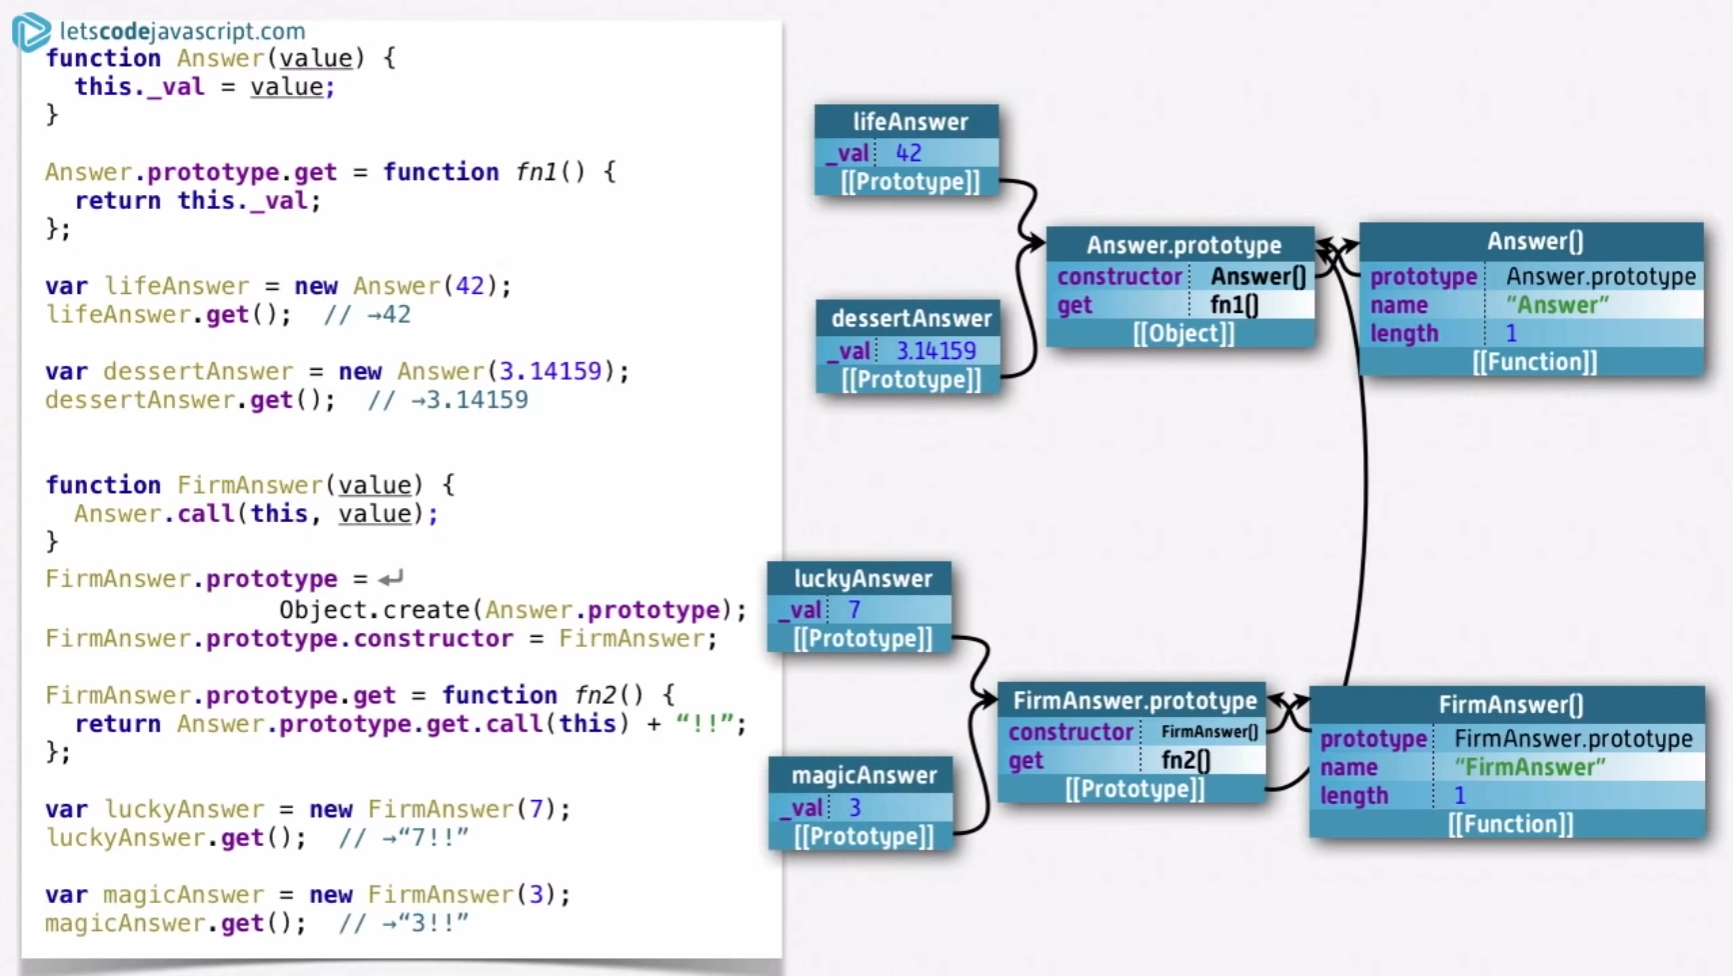 letscodejavascript.com
function Answer(value) {
  this._val = value;
}
Answer.prototype.get = function fn1() {
  return this._val;
};
var lifeAnswer = new Answer(42);
lifeAnswer.get();  // →42
var dessertAnswer = new Answer(3.14159);
dessertAnswer.get();  // →3.14159
function FirmAnswer(value) {
  Answer.call(this, value);
}
FirmAnswer.prototype = ↵
                Object.create(Answer.prototype);
FirmAnswer.prototype.constructor = FirmAnswer;
FirmAnswer.prototype.get = function fn2() {
  return Answer.prototype.get.call(this) + “!!”;
};
var luckyAnswer = new FirmAnswer(7);
luckyAnswer.get();  // →“7!!”
var magicAnswer = new FirmAnswer(3);
magicAnswer.get();  // →“3!!”
lifeAnswer
_val 42
[[Prototype]]
dessertAnswer
_val 3.14159
[[Prototype]]
Answer.prototype
constructor Answer()
get fn1()
[[Object]]
Answer()
prototype Answer.prototype
name “Answer”
length 1
[[Function]]
luckyAnswer
_val 7
[[Prototype]]
magicAnswer
_val 3
[[Prototype]]
FirmAnswer.prototype
constructor FirmAnswer()
get fn2()
[[Prototype]]
FirmAnswer()
prototype FirmAnswer.prototype
name “FirmAnswer”
length 1
[[Function]]